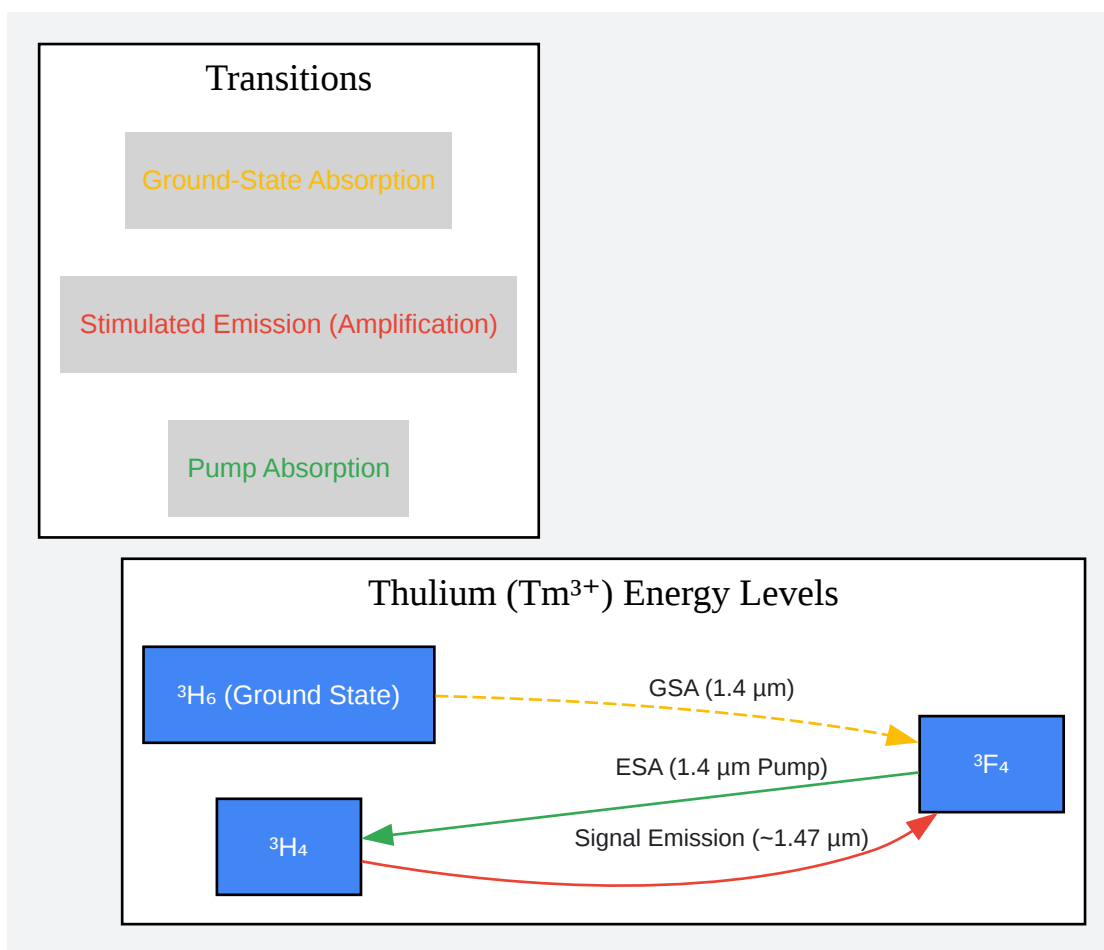 Transitions
Ground-State Absorption
Stimulated Emission (Amplification)
Pump Absorption
Thulium (Tm³⁺) Energy Levels
³H₆ (Ground State)
GSA (1.4 µm)
³F₄
ESA (1.4 µm Pump)
³H₄
Signal Emission (~1.47 µm)